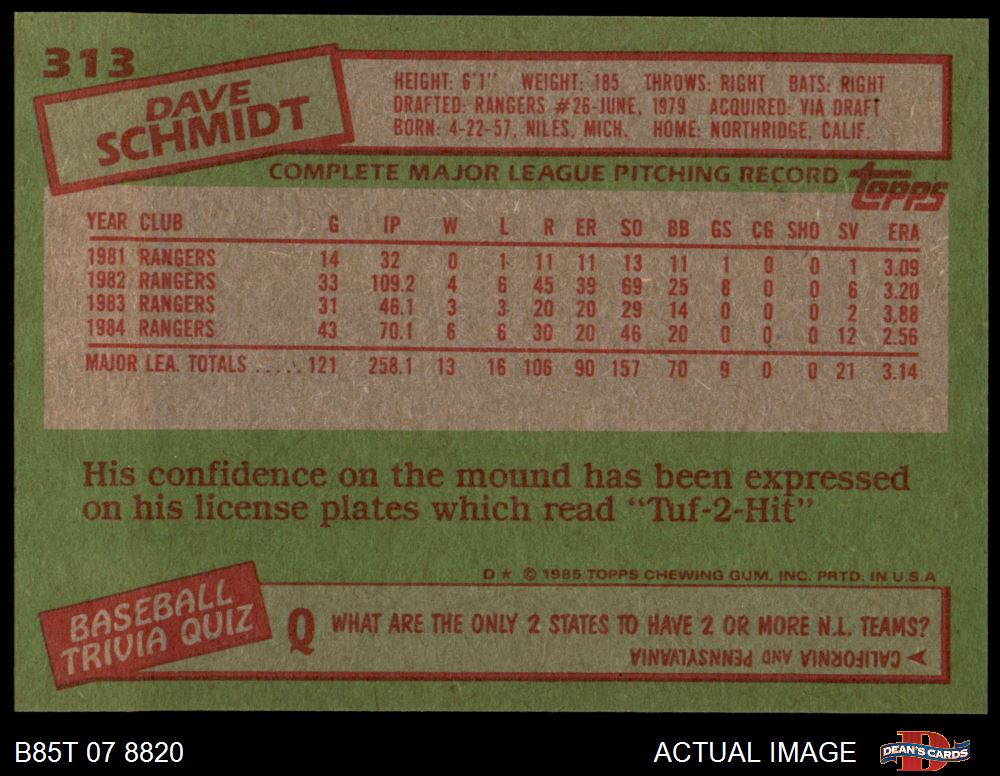 313
DAVE
SCHMIDT
HEIGHT: 6'1" WEIGHT: 185 THROWS: RIGHT BATS: RIGHT
DRAFTED: RANGERS #26-JUNE, 1979 ACQUIRED: VIA DRAFT
BORN: 4-22-57, NILES, MICH. HOME: NORTHRIDGE, CALIF.
COMPLETE MAJOR LEAGUE PITCHING RECORD topps
YEAR CLUB G IP W L R ER SO BB GS CG SHO SV ERA
1981 RANGERS 14 32 0 1 11 11 13 11 1 0 0 1 3.09
1982 RANGERS 33 109.2 4 6 45 39 69 25 8 0 0 6 3.20
1983 RANGERS 31 46.1 3 3 20 20 29 14 0 0 0 2 3.88
1984 RANGERS 43 70.1 6 6 30 20 46 20 0 0 0 12 2.56
MAJOR LEA. TOTALS ..... 121 258.1 13 16 106 90 157 70 9 0 0 21 3.14
His confidence on the mound has been expressed
on his license plates which read "Tuf-2-Hit"
D * © 1985 TOPPS CHEWING GUM, INC. PRTD. IN U.S.A
BASEBALL
TRIVIA QUIZ
Q WHAT ARE THE ONLY 2 STATES TO HAVE 2 OR MORE N.L. TEAMS?
CALIFORNIA AND PENNSYLVANIA
B85T 07 8820
ACTUAL IMAGE
DEAN'S CARDS